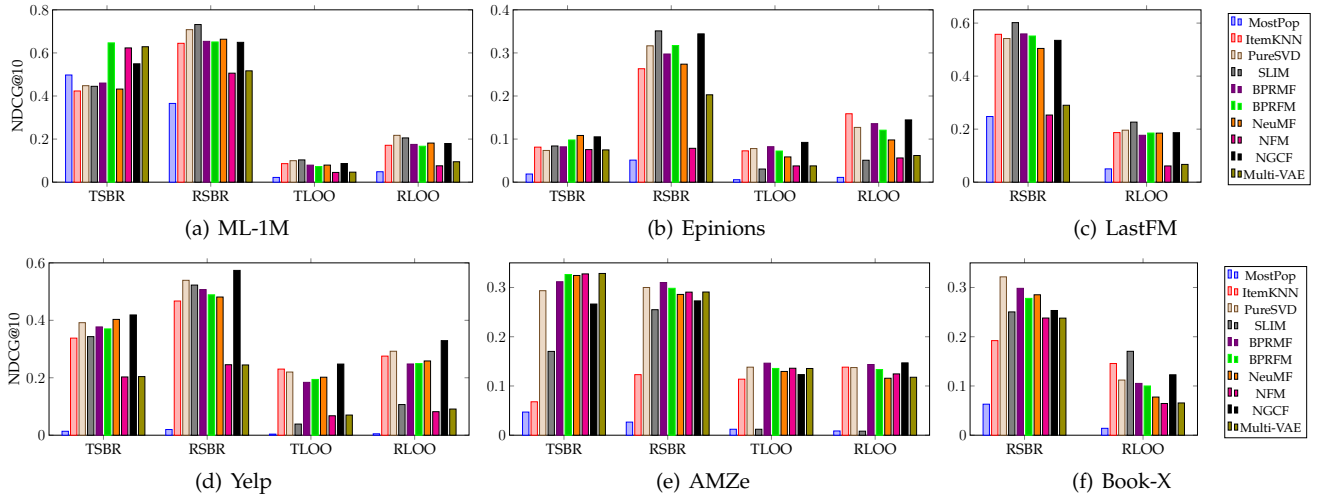 NDCG@10
0.8
0.6
0.4
0.2
0
TSBR RSBR TLOO RLOO
(a) ML-1M
0.4
0.3
0.2
0.1
0
TSBR RSBR TLOO RLOO
(b) Epinions
0.6
0.4
0.2
0
RSBR RLOO
(c) LastFM
MostPop
ItemKNN
PureSVD
SLIM
BPRMF
BPRFM
NeuMF
NFM
NGCF
Multi-VAE
NDCG@10
0.6
0.4
0.2
0
TSBR RSBR TLOO RLOO
(d) Yelp
0.3
0.2
0.1
0
TSBR RSBR TLOO RLOO
(e) AMZe
0.3
0.2
0.1
0
RSBR RLOO
(f) Book-X
MostPop
ItemKNN
PureSVD
SLIM
BPRMF
BPRFM
NeuMF
NFM
NGCF
Multi-VAE